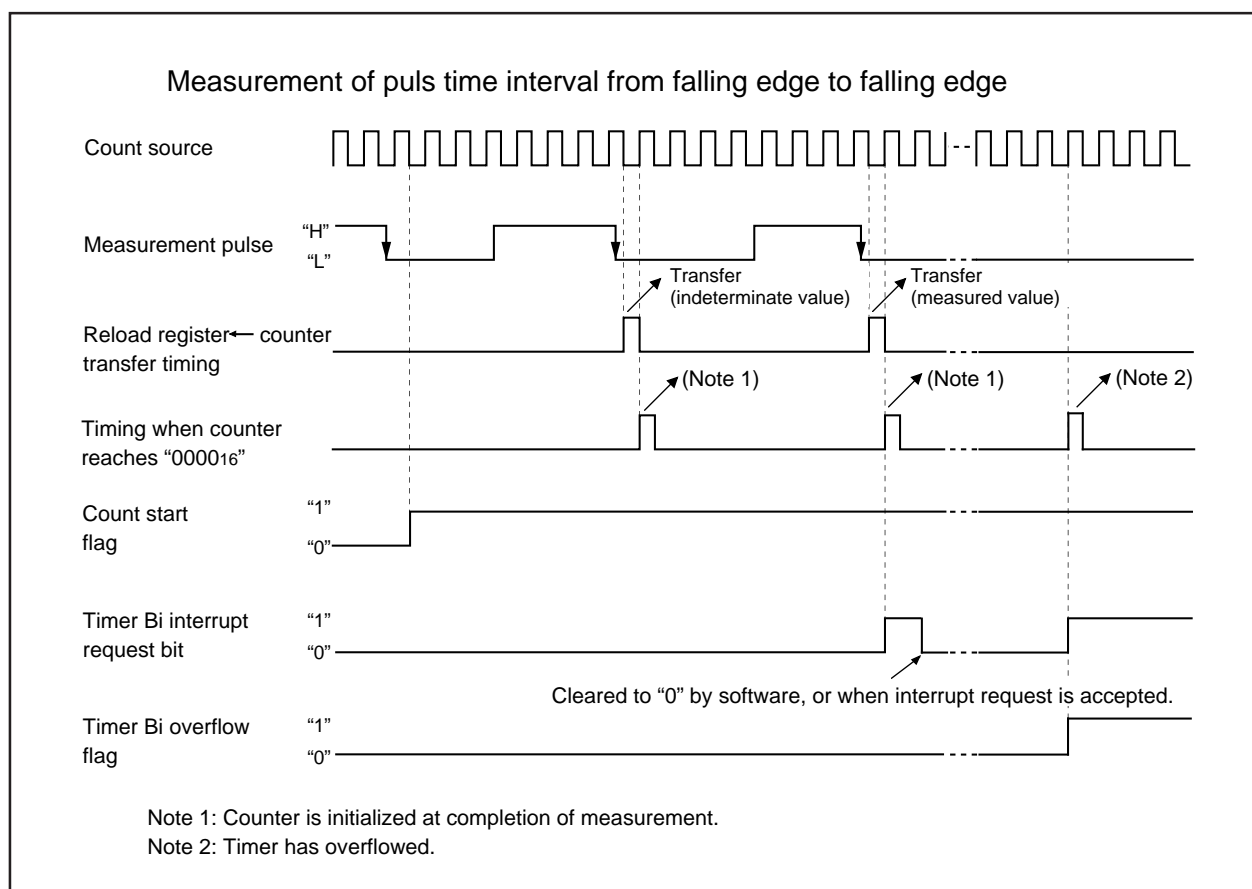 Measurement of puls time interval from falling edge to falling edge
Count source
Measurement pulse
“H”
“L”
Transfer
(indeterminate value)
Transfer
(measured value)
Reload register ← counter
transfer timing
(Note 1)
(Note 1)
(Note 2)
Timing when counter
reaches “000016”
Count start
flag
“1”
“0”
Timer Bi interrupt
request bit
“1”
“0”
Cleared to “0” by software, or when interrupt request is accepted.
Timer Bi overflow
flag
“1”
“0”
Note 1: Counter is initialized at completion of measurement.
Note 2: Timer has overflowed.